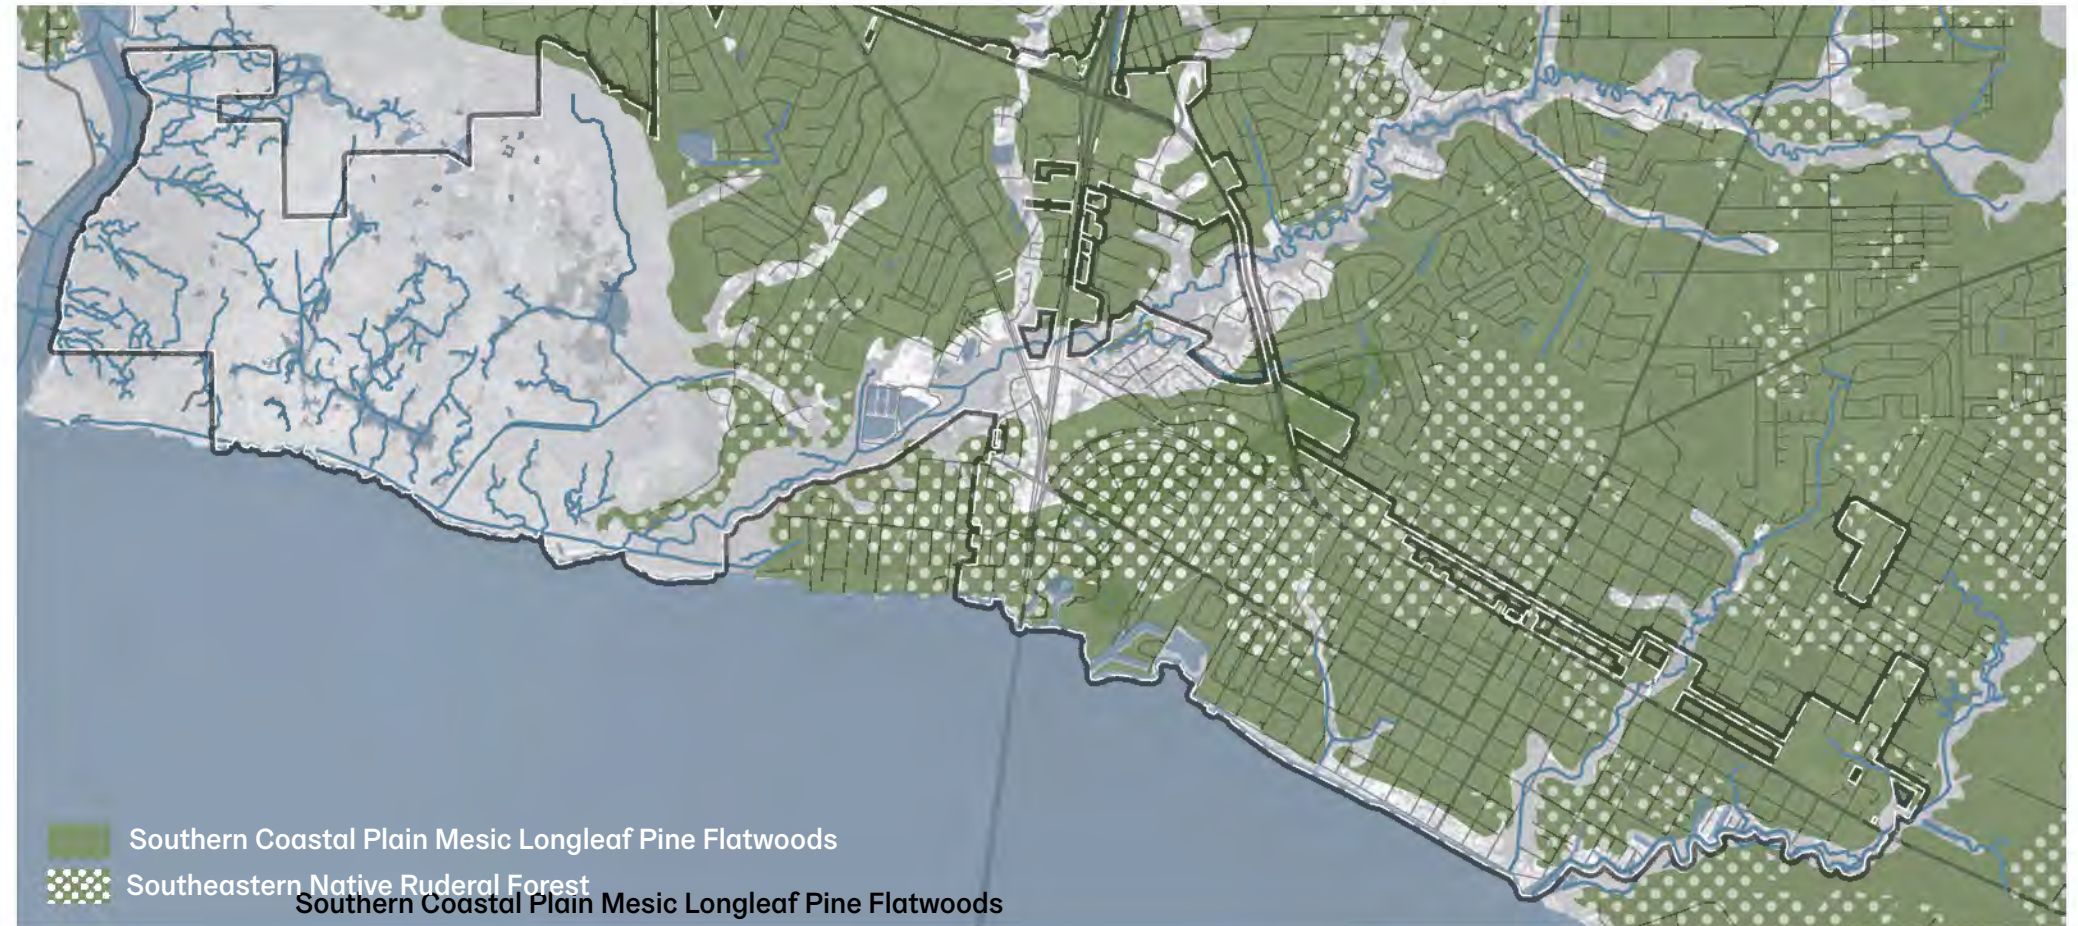 Southern Coastal Plain Mesic Longleaf Pine Flatwoods
Southeastern Native Ruderal Forest
Southern Coastal Plain Mesic Longleaf Pine Flatwoods